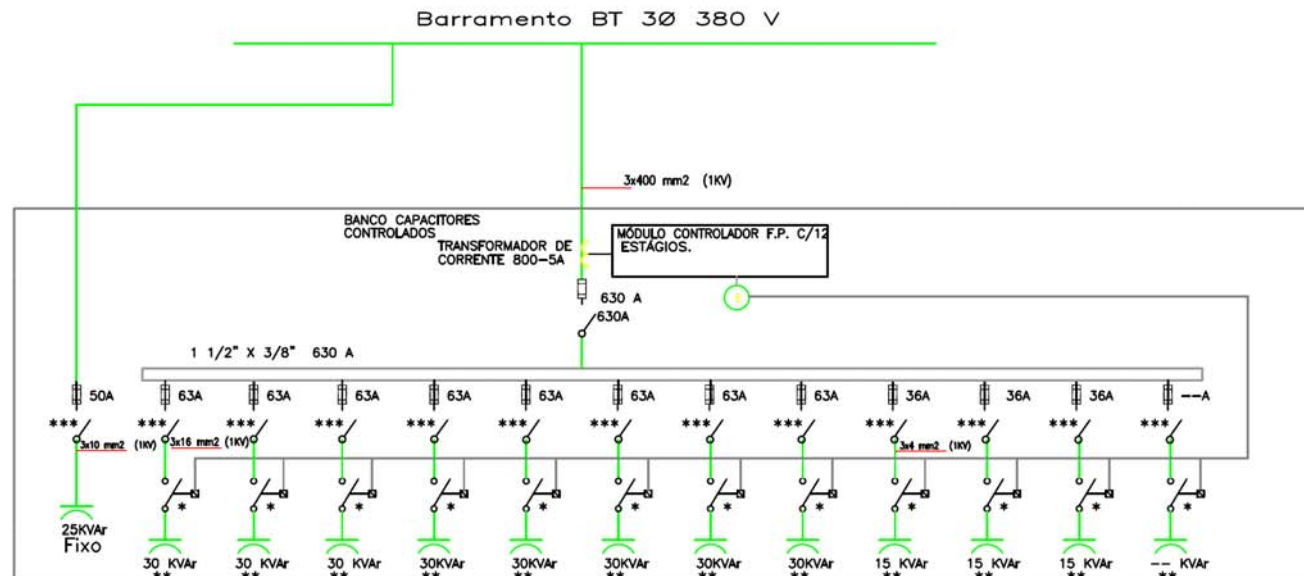 Barramento BT 3Ø 380 V
3x400 mm2 (1KV)
BANCO CAPACITORES
CONTROLADOS
TRANSFORMADOR DE
CORRENTE 800-5A
MÓDULO CONTROLADOR F.P. C/12
ESTÁGIOS.
630 A
630A
1 1/2" X 3/8" 630 A
50A 63A 63A 63A 63A 63A 63A 63A 63A 36A 36A 36A --A
*** *** *** *** *** *** *** *** *** *** *** *** ***
3x10 mm2 (1KV) 3x16 mm2 (1KV) 3x4 mm2 (1KV)
* * * * * * * * * * * *
25KVAr
Fixo
30 KVAr 30 KVAr 30 KVAr 30KVAr 30KVAr 30KVAr 30KVAr 30KVAr 15 KVAr 15 KVAr 15 KVAr -- KVAr
** ** ** ** ** ** ** ** ** ** ** **